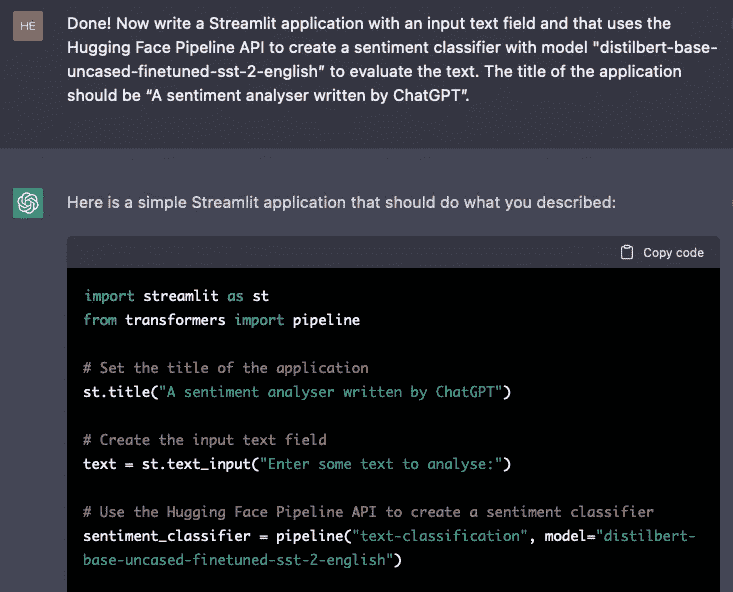 HE
Done! Now write a Streamlit application with an input text field and that uses the
Hugging Face Pipeline API to create a sentiment classifier with model "distilbert-base-
uncased-finetuned-sst-2-english” to evaluate the text. The title of the application
should be “A sentiment analyser written by ChatGPT”.
Here is a simple Streamlit application that should do what you described:
Copy code
import streamlit as st
from transformers import pipeline
# Set the title of the application
st.title("A sentiment analyser written by ChatGPT")
# Create the input text field
text = st.text_input("Enter some text to analyse:")
# Use the Hugging Face Pipeline API to create a sentiment classifier
sentiment_classifier = pipeline("text-classification", model="distilbert-
base-uncased-finetuned-sst-2-english")